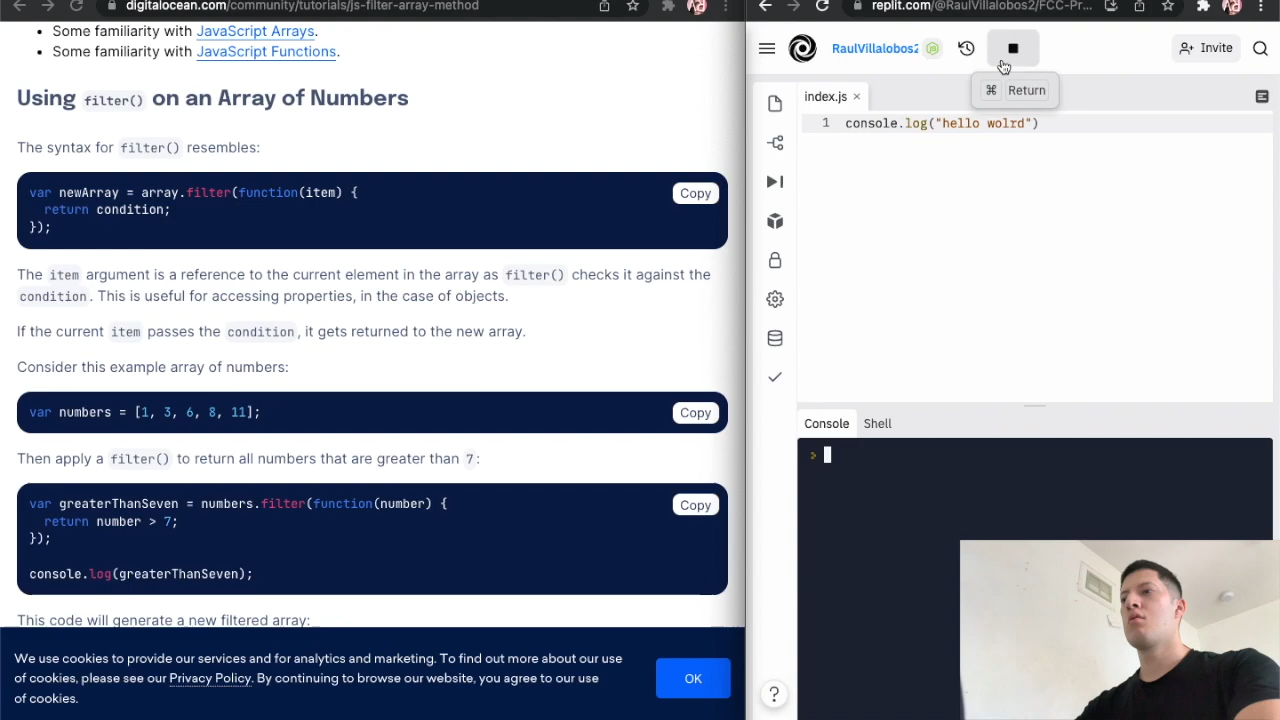 digitalocean.com/community/tutorials/js-filter-array-method
Some familiarity with JavaScript Arrays.
Some familiarity with JavaScript Functions.
Using filter() on an Array of Numbers
The syntax for filter() resembles:
var newArray = array.filter(function(item) {
return condition;
});
Copy
The item argument is a reference to the current element in the array as filter() checks it against the
condition. This is useful for accessing properties, in the case of objects.
If the current item passes the condition, it gets returned to the new array.
Consider this example array of numbers:
var numbers = [1, 3, 6, 8, 11];
Copy
Then apply a filter() to return all numbers that are greater than 7:
var greaterThanSeven = numbers.filter(function(number) {
return number > 7;
});
console.log(greaterThanSeven);
Copy
This code will generate a new filtered array:
We use cookies to provide our services and for analytics and marketing. To find out more about our use
of cookies, please see our Privacy Policy. By continuing to browse our website, you agree to our use
of cookies.
OK
replit.com/@RaulVillalobos2/FCC-Pr...
RaulVillalobos2
Invite
⌘ Return
index.js
1 console.log("hello wolrd")
Console Shell
>
?